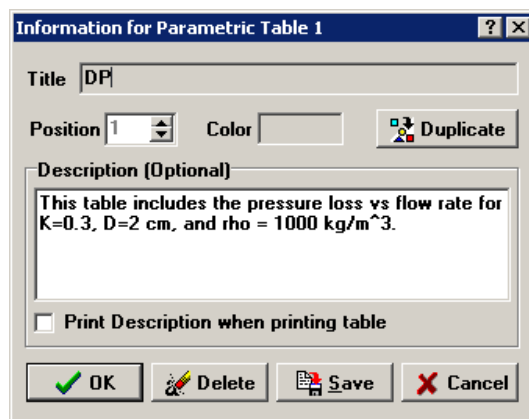 Information for Parametric Table 1
Title DP
Position 1 Color Duplicate
Description (Optional)
This table includes the pressure loss vs flow rate for
K=0.3, D=2 cm, and rho = 1000 kg/m^3.
Print Description when printing table
OK Delete Save Cancel